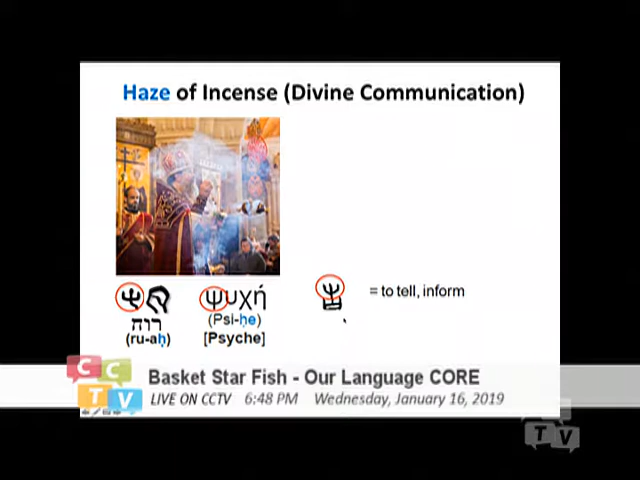 Haze of Incense (Divine Communication)
ψυχή
= to tell, inform
רוח
(Psi-ḥe)
(ru-aḥ)
[Psyche]
CCTV
Basket Star Fish - Our Language CORE
LIVE ON CCTV 6:48 PM Wednesday, January 16, 2019
TV